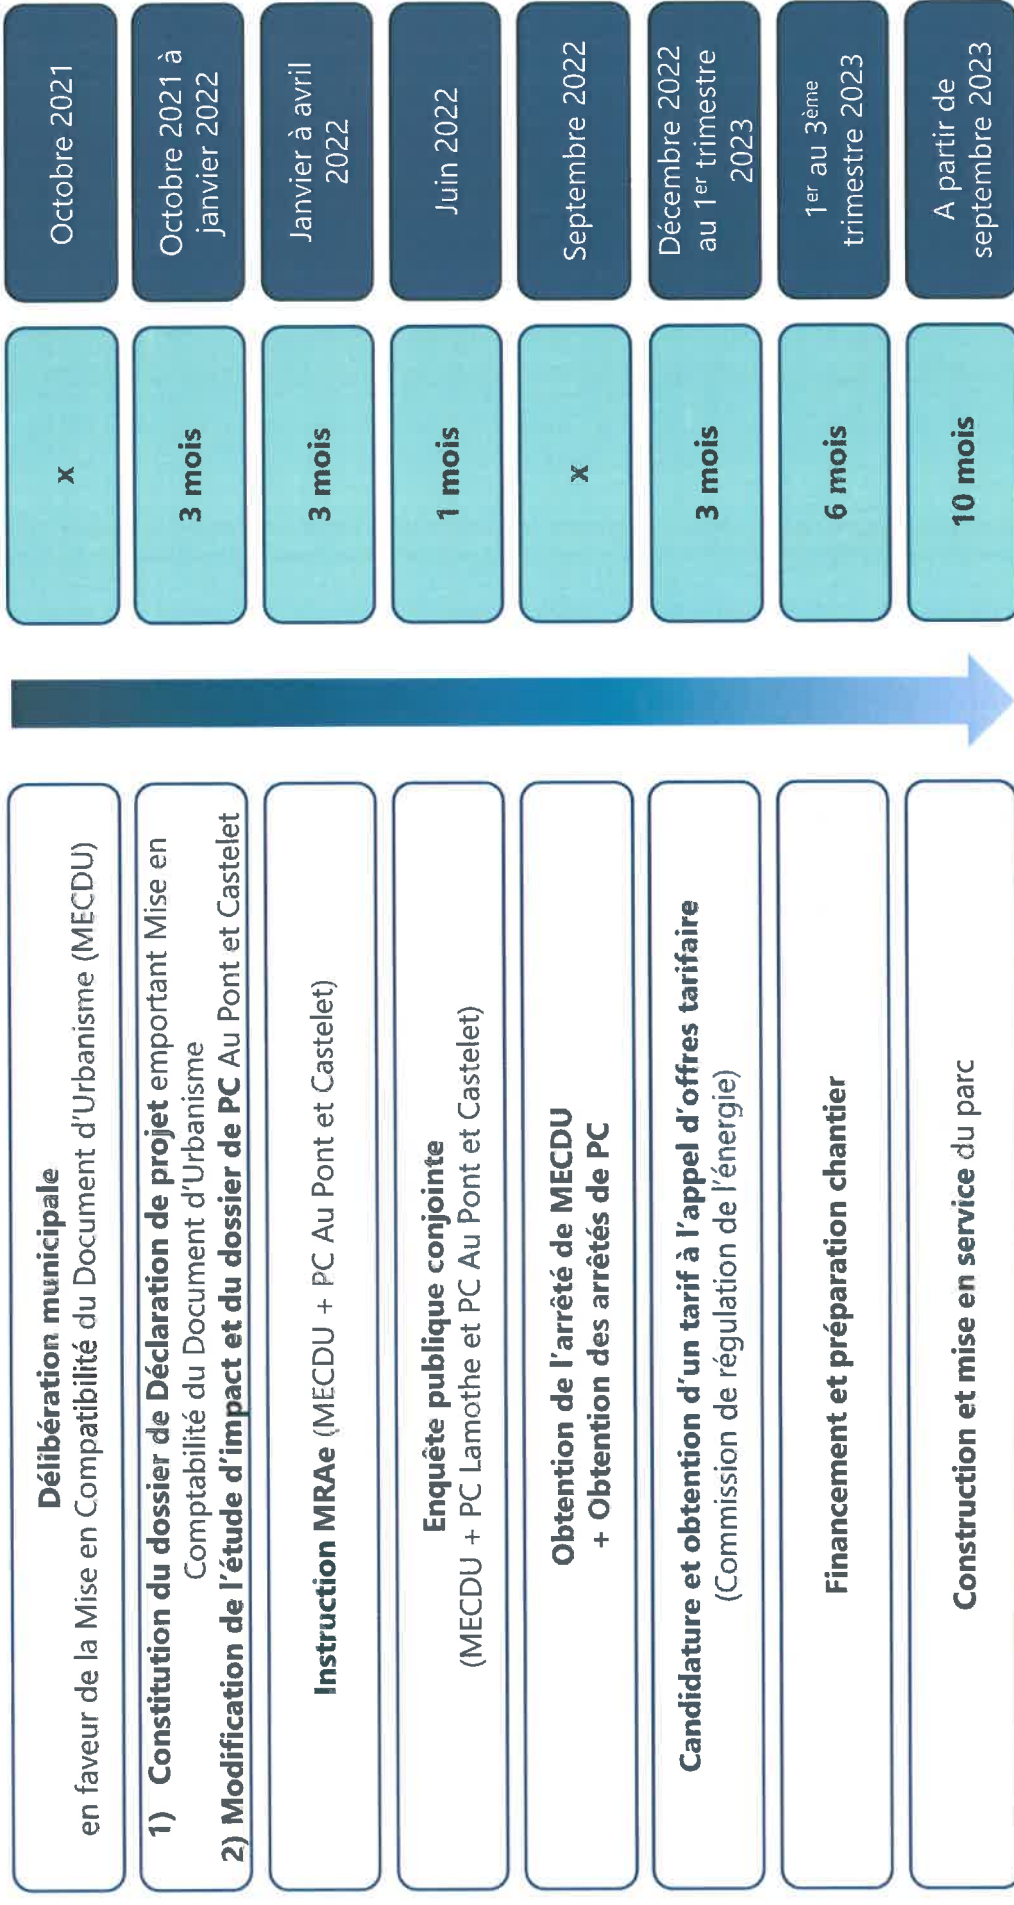 Délibération municipale
en faveur de la Mise en Compatibilité du Document d'Urbanisme (MECDU)
x
Octobre 2021
1) Constitution du dossier de Déclaration de projet emportant Mise en
Comptabilité du Document d'Urbanisme
2) Modification de l'étude d'impact et du dossier de PC Au Pont et Castelet
3 mois
Octobre 2021 à
janvier 2022
Instruction MRAe (MECDU + PC Au Pont et Castelet)
3 mois
Janvier à avril
2022
Enquête publique conjointe
(MECDU + PC Lamothe et PC Au Pont et Castelet)
1 mois
Juin 2022
Obtention de l'arrêté de MECDU
+ Obtention des arrêtés de PC
x
Septembre 2022
Candidature et obtention d'un tarif à l'appel d'offres tarifaire
(Commission de régulation de l'énergie)
3 mois
Décembre 2022
au 1er trimestre
2023
Financement et préparation chantier
6 mois
1er au 3ème
trimestre 2023
Construction et mise en service du parc
10 mois
A partir de
septembre 2023